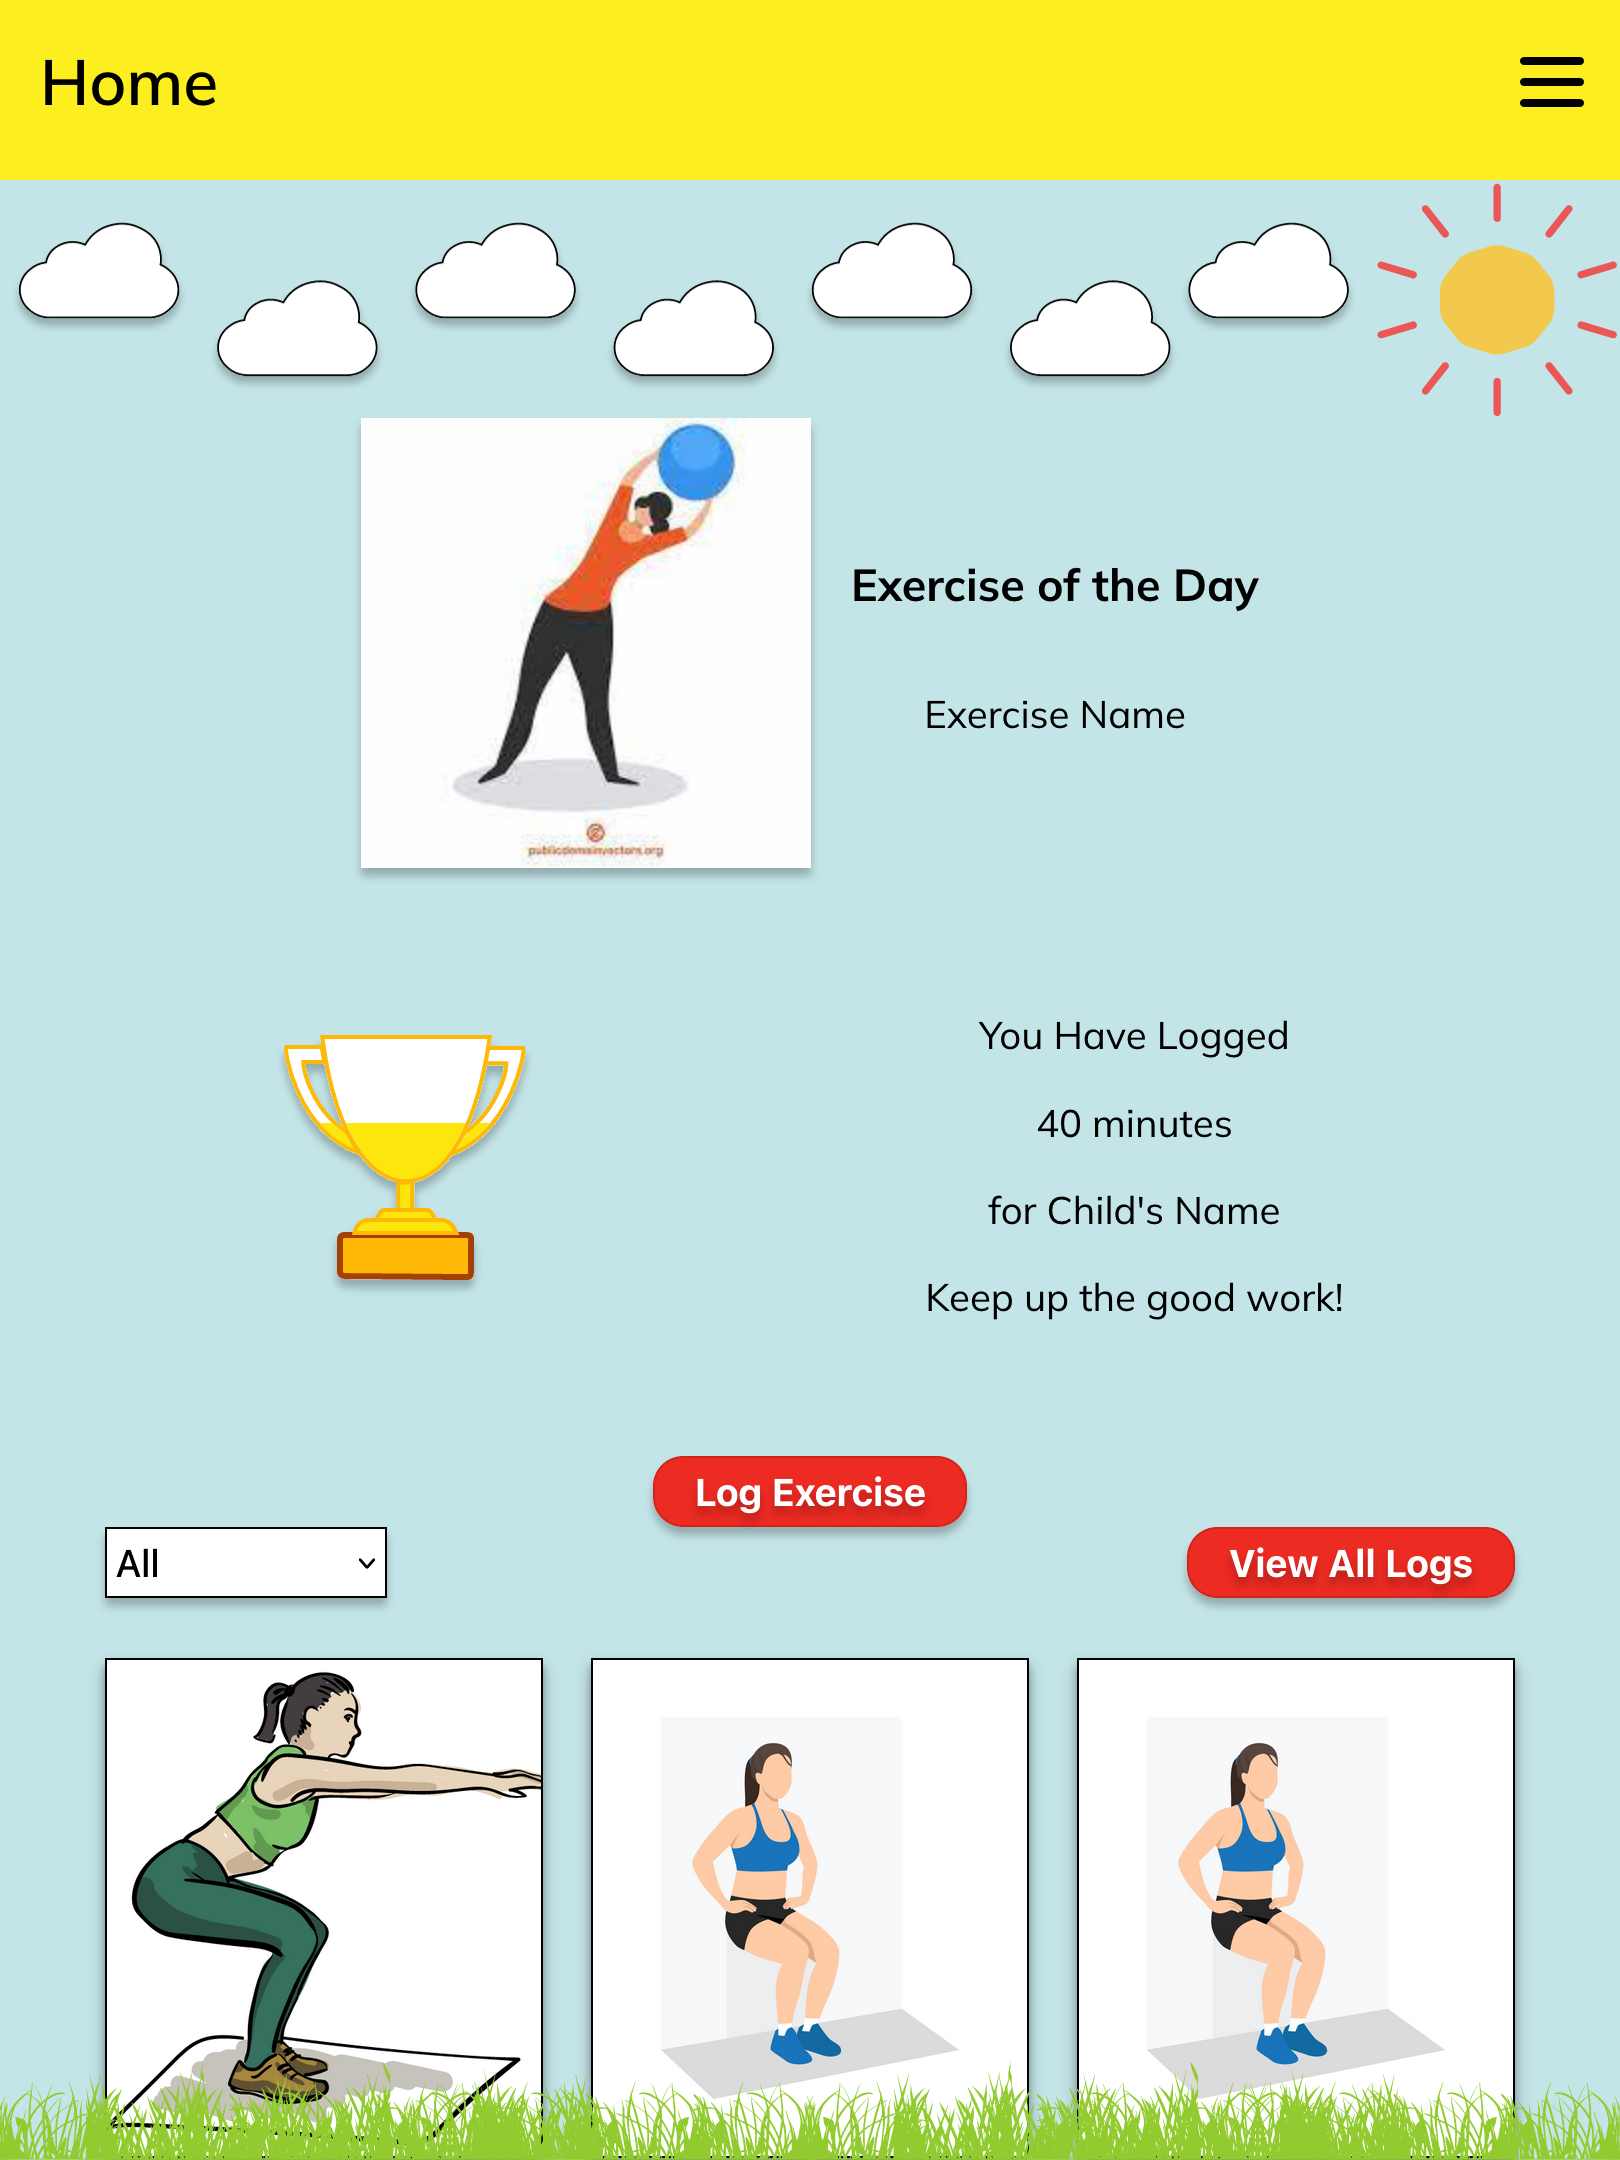 Home
Exercise of the Day
Exercise Name
publicdomainvectors.org
You Have Logged
40 minutes
for Child's Name
Keep up the good work!
Log Exercise
All
View All Logs